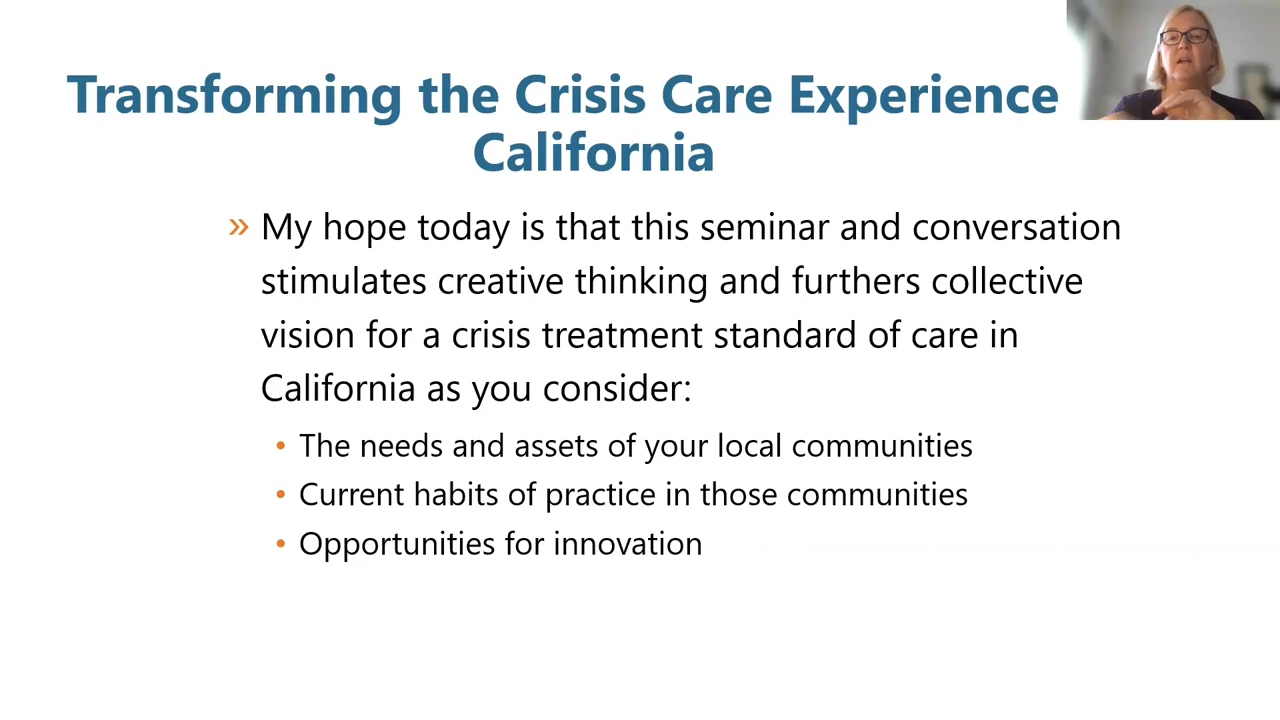 Transforming the Crisis Care Experience
California
» My hope today is that this seminar and conversation
stimulates creative thinking and furthers collective
vision for a crisis treatment standard of care in
California as you consider:
• The needs and assets of your local communities
• Current habits of practice in those communities
• Opportunities for innovation